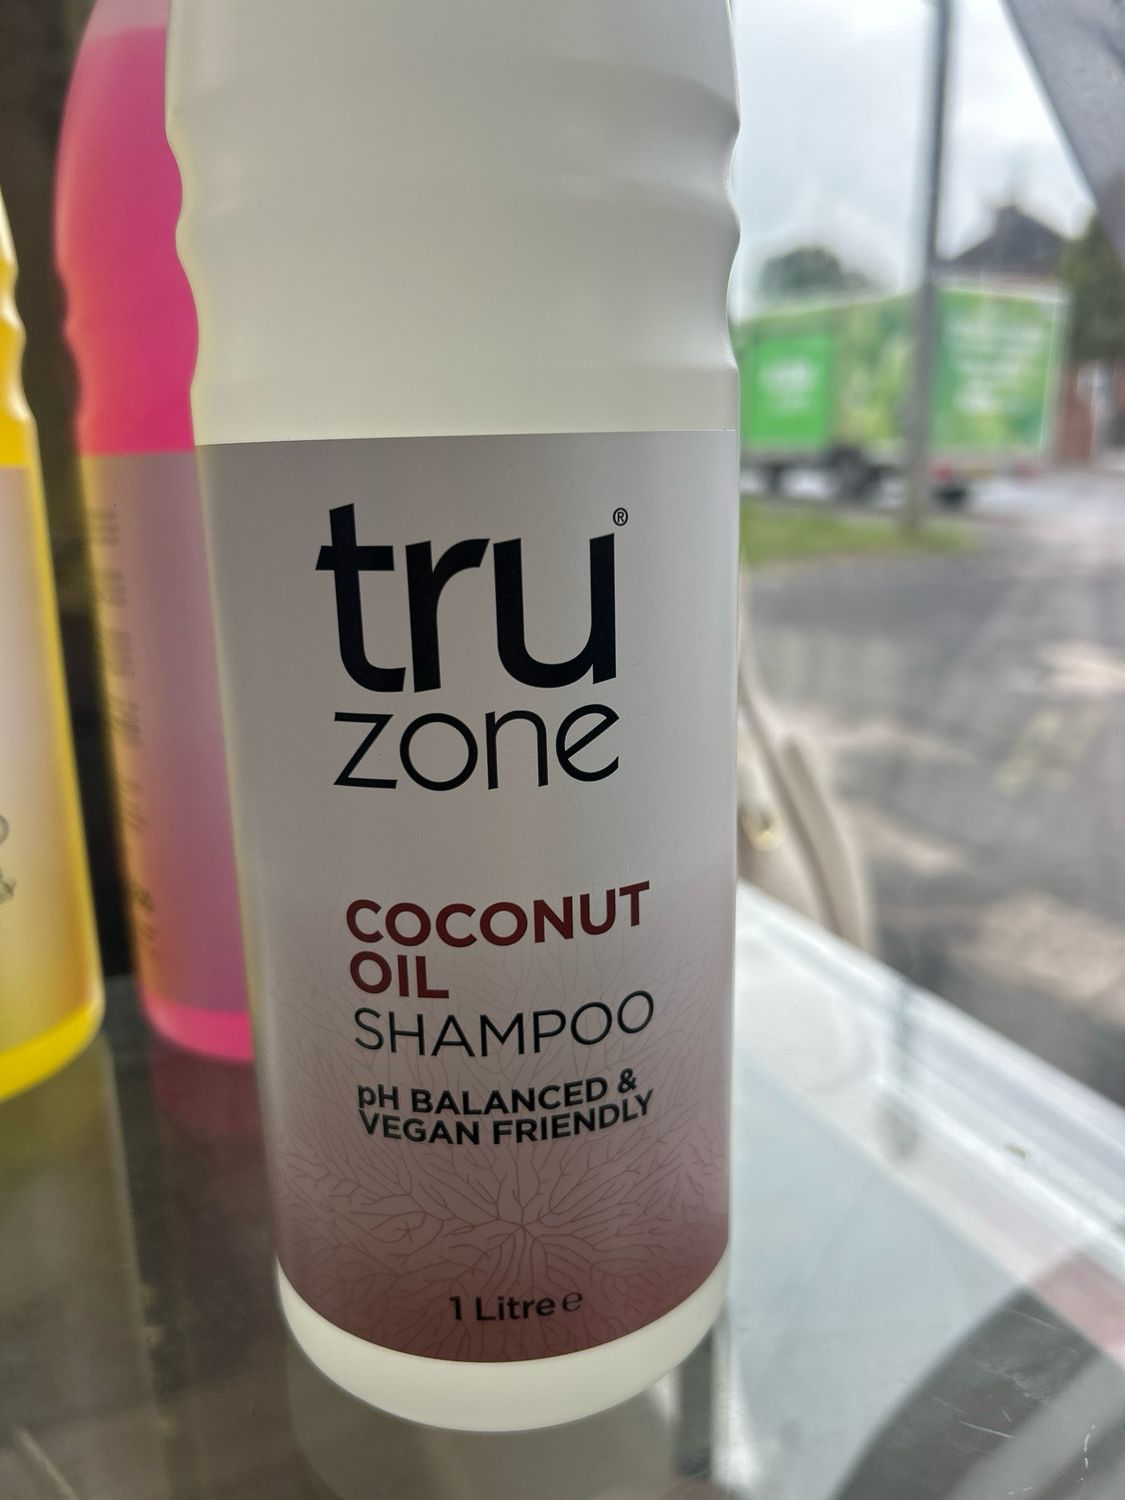 tru®
zone
COCONUT
OIL
SHAMPOO
pH BALANCED &
VEGAN FRIENDLY
1 Litre ℮